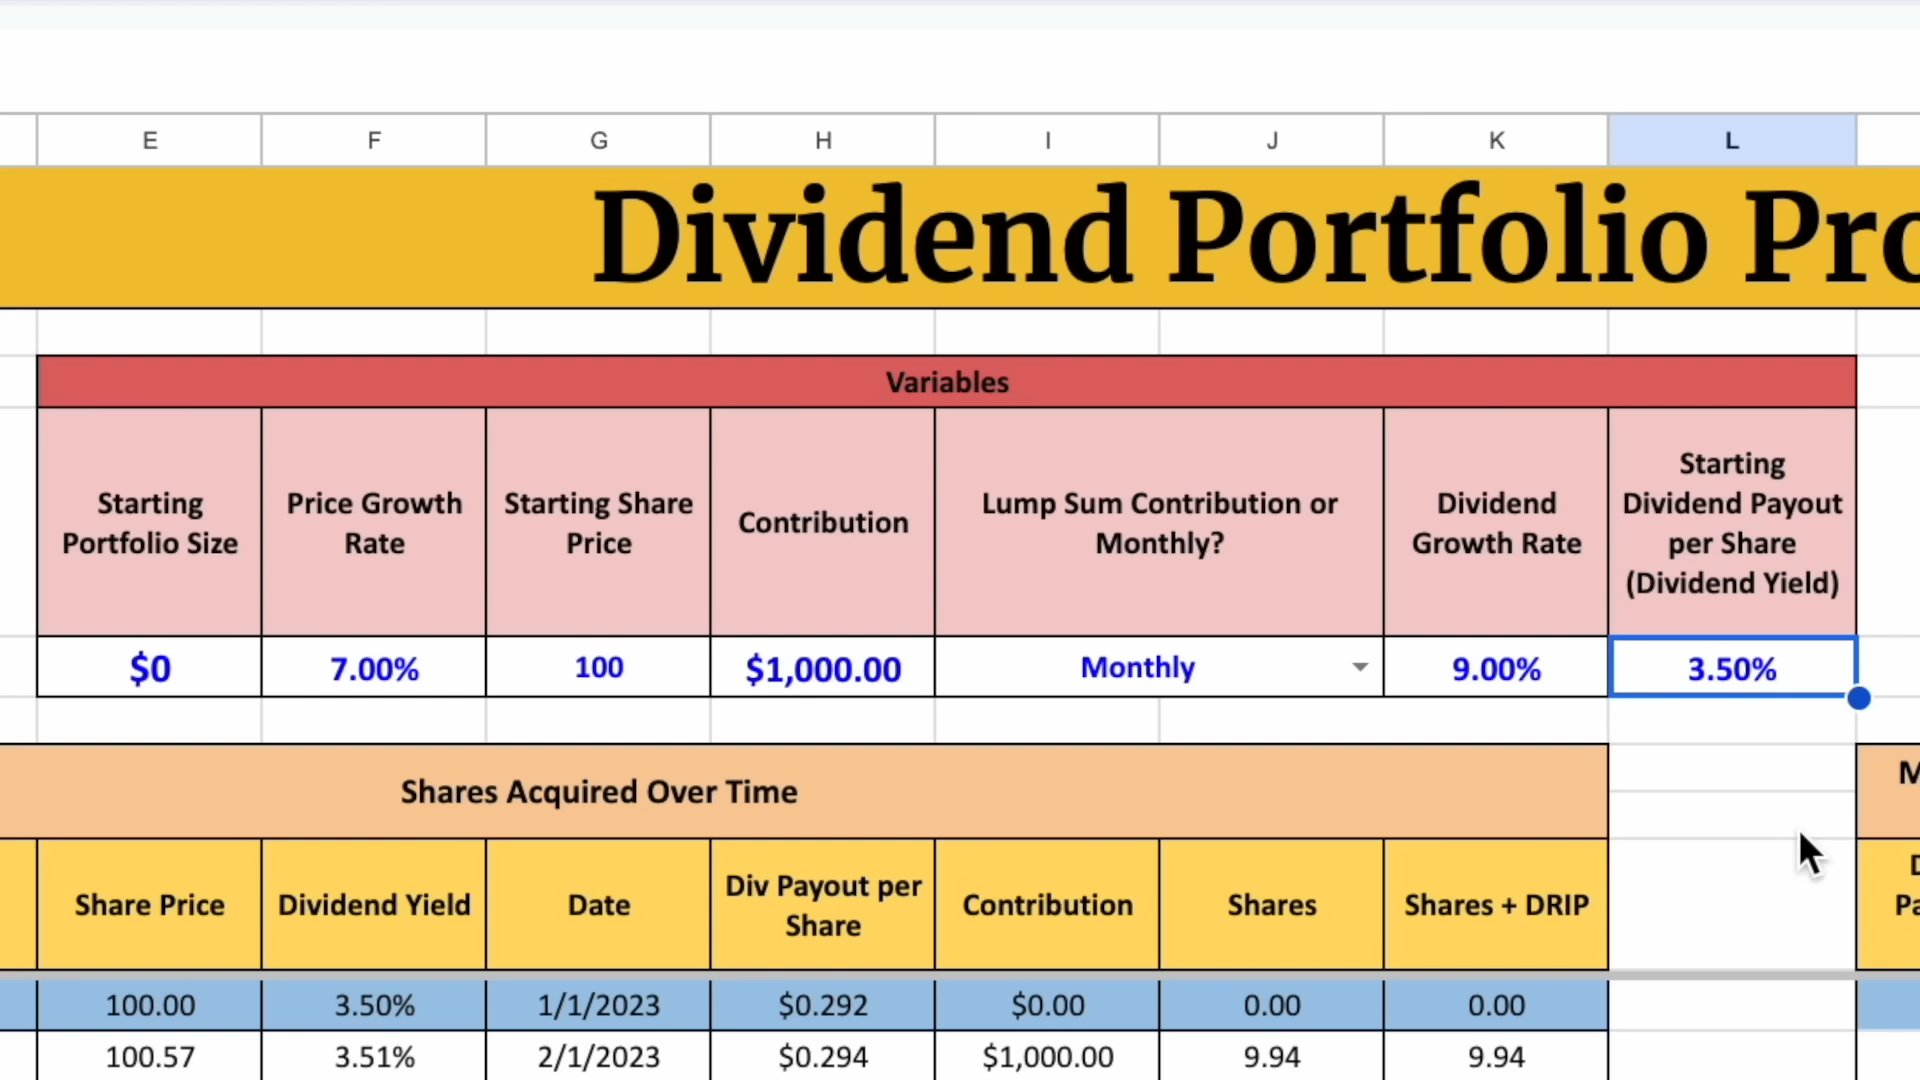 E F G H I J K L
Dividend Portfolio Pro
Variables
Starting Portfolio Size
Price Growth Rate
Starting Share Price
Contribution
Lump Sum Contribution or Monthly?
Dividend Growth Rate
Starting Dividend Payout per Share (Dividend Yield)
$0 7.00% 100 $1,000.00 Monthly 9.00% 3.50%
Shares Acquired Over Time
Share Price
Dividend Yield
Date
Div Payout per Share
Contribution
Shares
Shares + DRIP
100.00 3.50% 1/1/2023 $0.292 $0.00 0.00 0.00
100.57 3.51% 2/1/2023 $0.294 $1,000.00 9.94 9.94